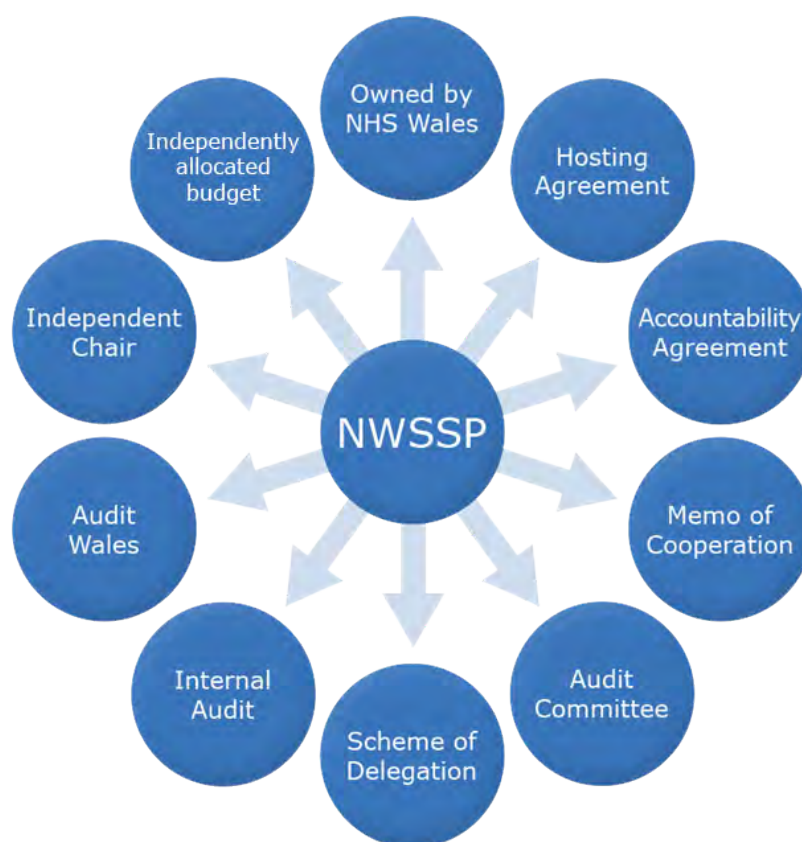 Owned by
NHS Wales
Hosting
Agreement
Accountability
Agreement
Memo of
Cooperation
Audit
Committee
Scheme of
Delegation
Internal
Audit
Audit
Wales
Independent
Chair
Independently
allocated
budget
NWSSP